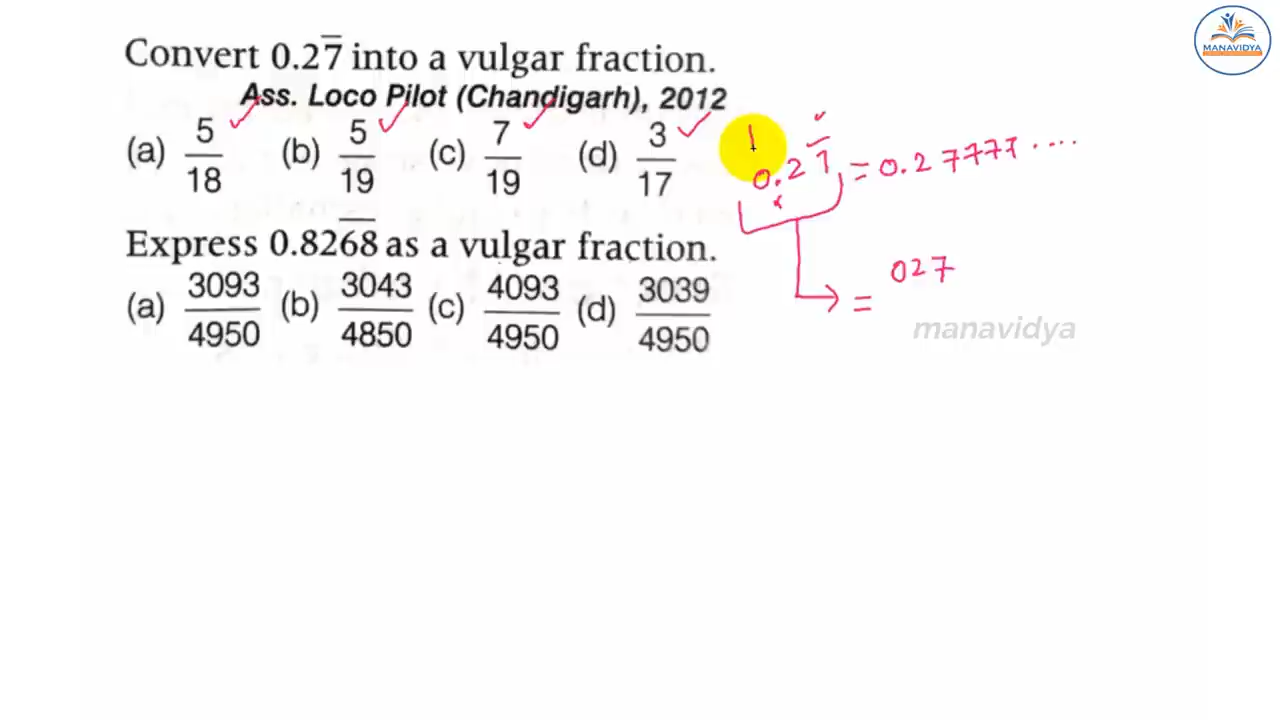 MANAVIDYA
Convert 0.27̅ into a vulgar fraction.
Ass. Loco Pilot (Chandigarh), 2012
(a) 5/18 (b) 5/19 (c) 7/19 (d) 3/17
0.27̅ = 0.27777....
Express 0.826̅8̅ as a vulgar fraction.
= 027
(a) 3093/4950 (b) 3043/4850 (c) 4093/4950 (d) 3039/4950
manavidya